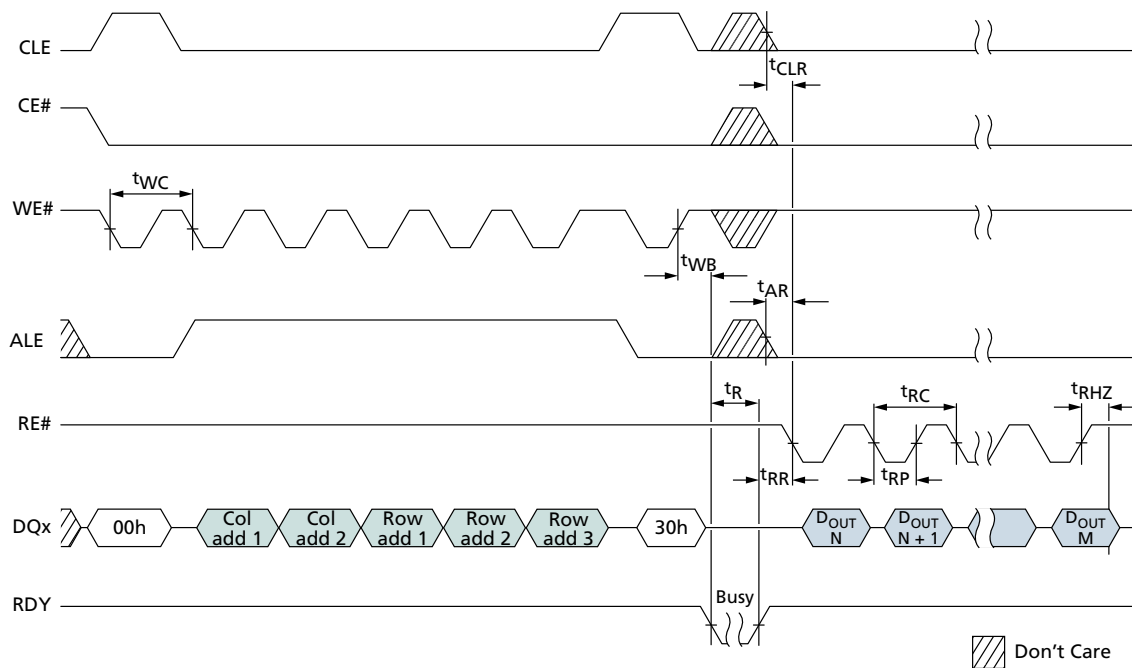 CLE
tCLR
CE#
tWC
WE#
tWB
tAR
ALE
tR
tRC
tRHZ
RE#
tRR
tRP
DQx
00h
Col
add 1
Col
add 2
Row
add 1
Row
add 2
Row
add 3
30h
DOUT
N
DOUT
N + 1
DOUT
M
RDY
Busy
Don't Care